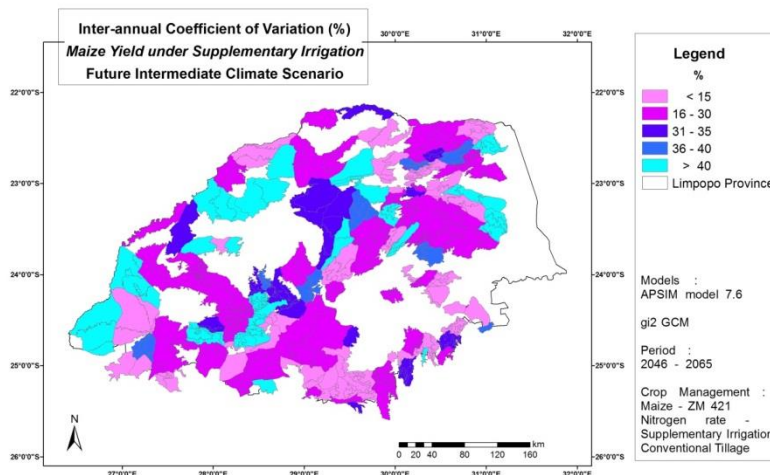 Inter-annual Coefficient of Variation (%)
Maize Yield under Supplementary Irrigation
Future Intermediate Climate Scenario
30°0'0"E
31°0'0"E
32°0'0"E
22°0'0"S
22°0'0"S
23°0'0"S
23°0'0"S
24°0'0"S
24°0'0"S
25°0'0"S
25°0'0"S
26°0'0"S
26°0'0"S
N
0 20 40 80 120 160
km
27°0'0"E
28°0'0"E
29°0'0"E
30°0'0"E
31°0'0"E
32°0'0"E
Legend
%
< 15
16 - 30
31 - 35
36 - 40
> 40
Limpopo Province
Models :
APSIM model 7.6
gi2 GCM
Period :
2046 - 2065
Crop Management :
Maize - ZM 421
Nitrogen rate -
Supplementary Irrigation
Conventional Tillage